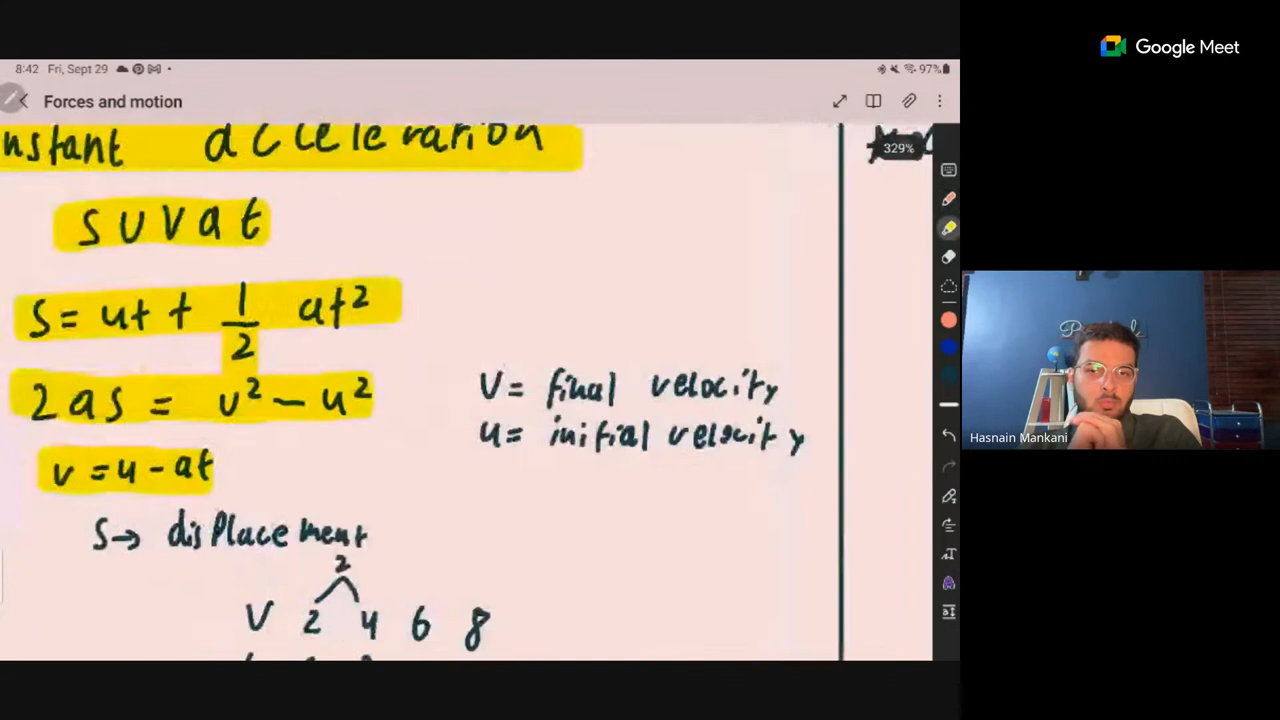 Google Meet
8:42 Fri, Sept 29
97%
Forces and motion
nstant acceleration
329%
s u v a t
s = ut + 1/2 at²
2as = v² - u²
v = final velocity
u = initial velocity
v = u - at
s → displacement
2
V 2 4 6 8
Hasnain Mankani